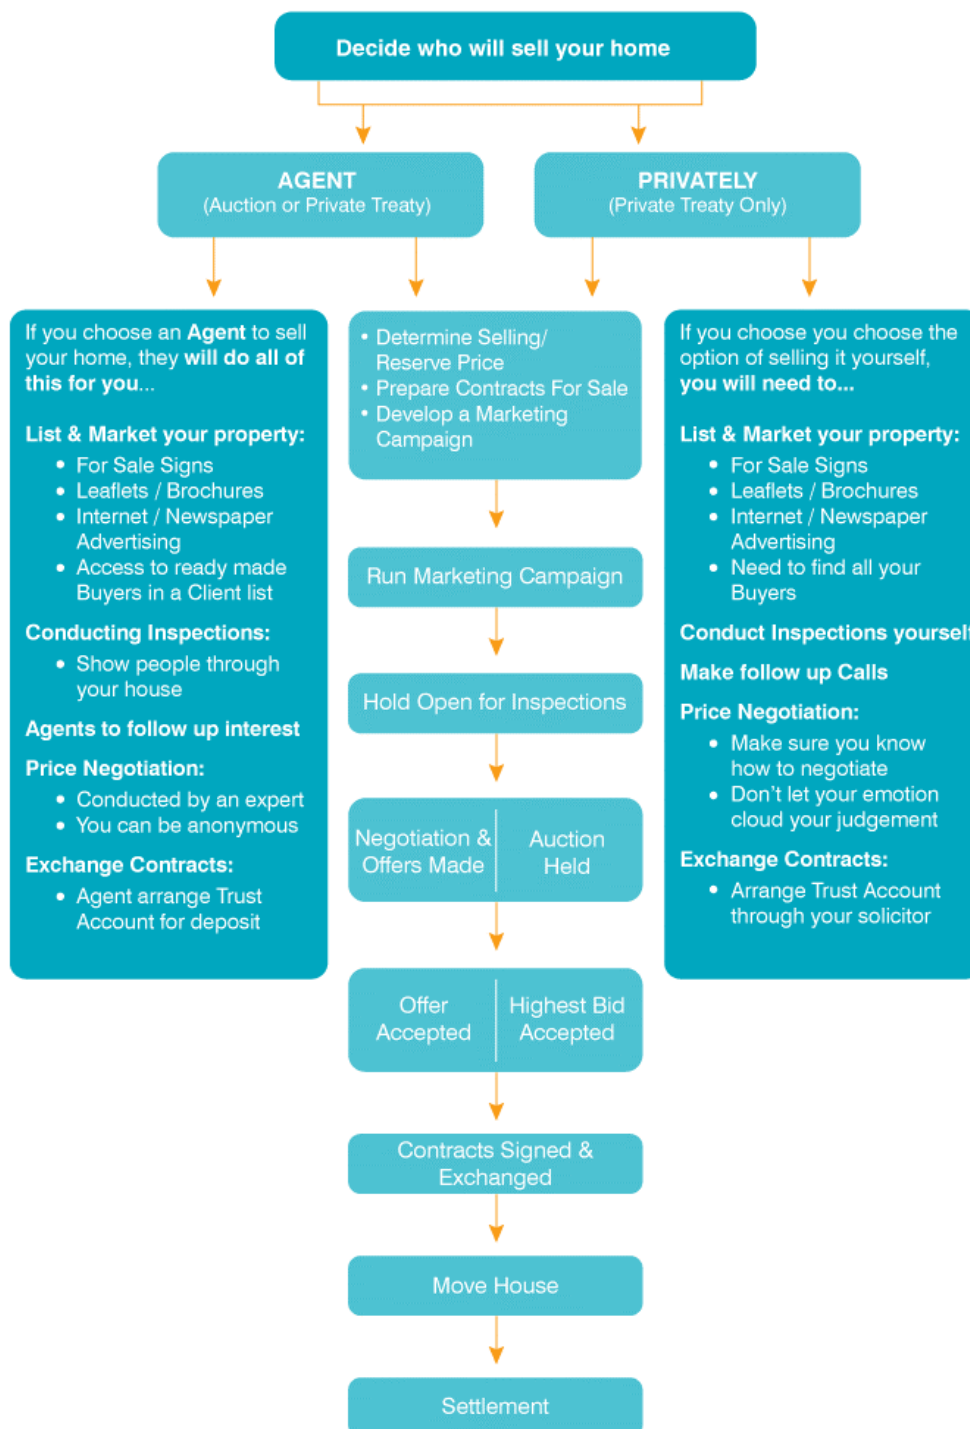 Decide who will sell your home
AGENT
(Auction or Private Treaty)
PRIVATELY
(Private Treaty Only)
If you choose an Agent to sell
your home, they will do all of
this for you...
List & Market your property:
• For Sale Signs
• Leaflets / Brochures
• Internet / Newspaper
Advertising
• Access to ready made
Buyers in a Client list
Conducting Inspections:
• Show people through
your house
Agents to follow up interest
Price Negotiation:
• Conducted by an expert
• You can be anonymous
Exchange Contracts:
• Agent arrange Trust
Account for deposit
• Determine Selling/
Reserve Price
• Prepare Contracts For Sale
• Develop a Marketing
Campaign
Run Marketing Campaign
Hold Open for Inspections
Negotiation &
Offers Made
Auction
Held
Offer
Accepted
Highest Bid
Accepted
Contracts Signed &
Exchanged
Move House
Settlement
If you choose you choose the
option of selling it yourself,
you will need to...
List & Market your property:
• For Sale Signs
• Leaflets / Brochures
• Internet / Newspaper
Advertising
• Need to find all your
Buyers
Conduct Inspections yourself
Make follow up Calls
Price Negotiation:
• Make sure you know
how to negotiate
• Don't let your emotion
cloud your judgement
Exchange Contracts:
• Arrange Trust Account
through your solicitor